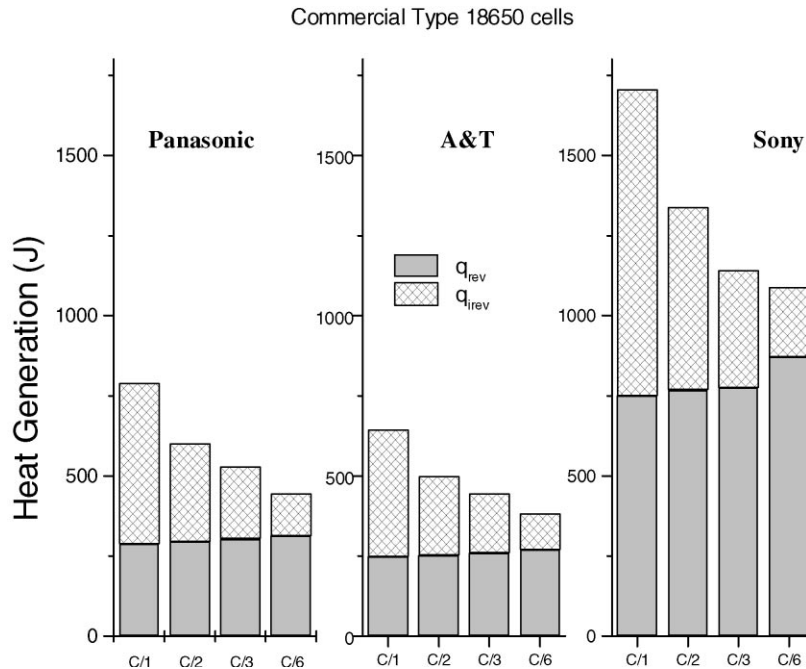 Commercial Type 18650 cells
Panasonic
A&T
Sony
Heat Generation (J)
1500
1000
500
0
1500
1000
500
0
1500
1000
500
0
q_rev
q_irev
C/1 C/2 C/3 C/6
C/1 C/2 C/3 C/6
C/1 C/2 C/3 C/6